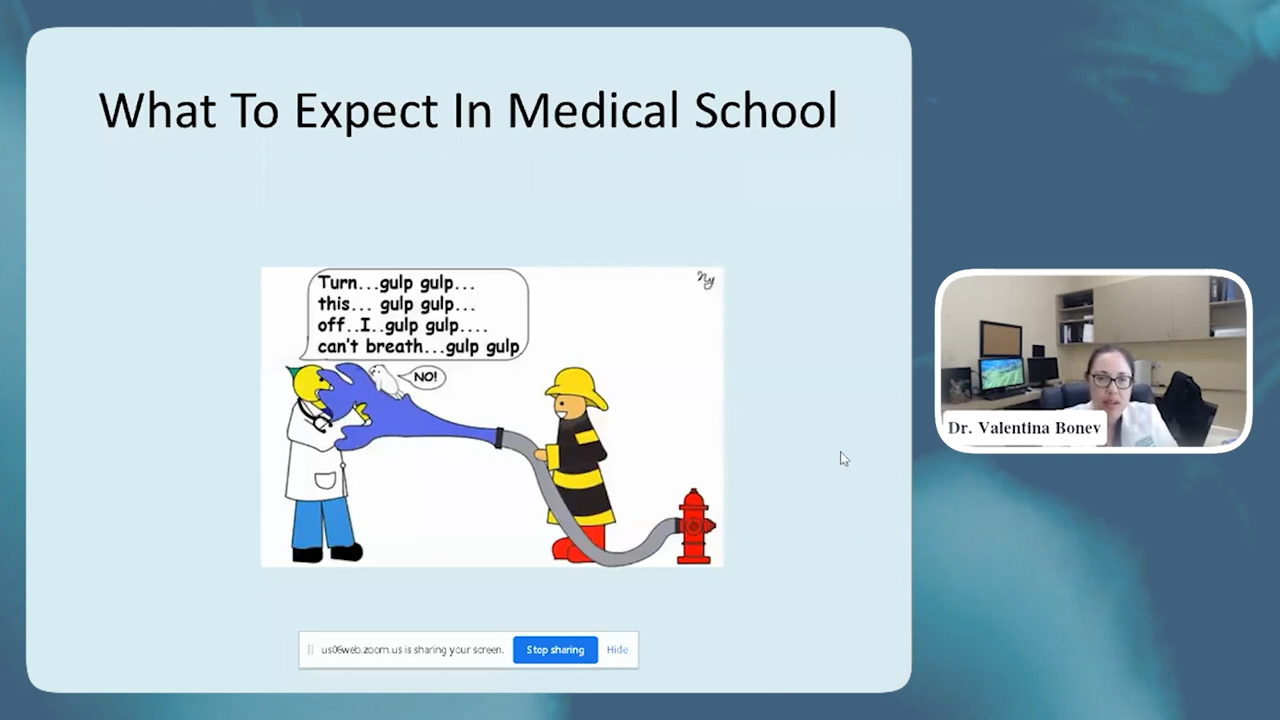 What To Expect In Medical School
Turn...gulp gulp...
this... gulp gulp...
off..I..gulp gulp....
can't breath...gulp gulp
NO!
Ny
Dr. Valentina Bonev
us06web.zoom.us is sharing your screen.
Stop sharing
Hide